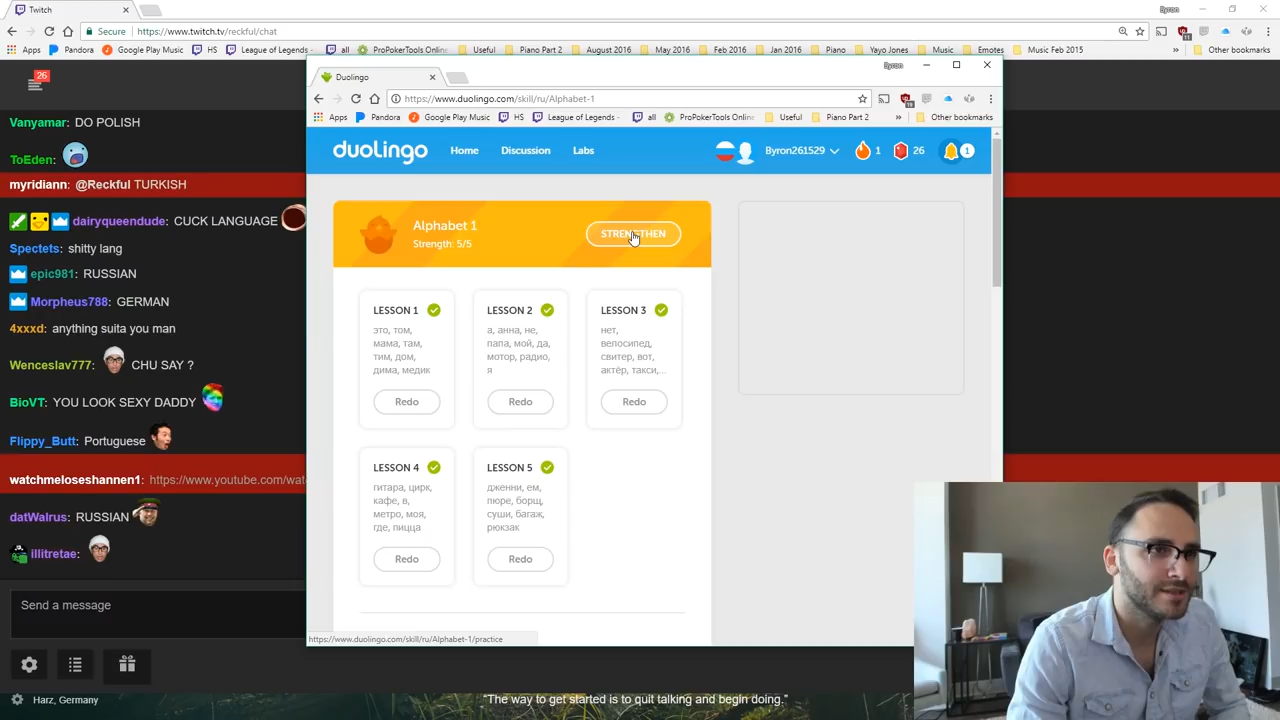 Twitch
Byron
Secure
https://www.twitch.tv/reckful/chat
Apps
Pandora
Google Play Music
HS
League of Legends -
all
ProPokerTools Online
Useful
Piano Part 2
August 2016
May 2016
Feb 2016
Jan 2016
Piano
Yayo Jones
Music
Emotes
Music Feb 2015
»
Other bookmarks
26
Vanyamar: DO POLISH
ToEden:
myridiann: @Reckful TURKISH
dairyqueendude: CUCK LANGUAGE
Spectets: shitty lang
epic981: RUSSIAN
Morpheus788: GERMAN
4xxxd: anything suita you man
Wenceslav777: CHU SAY ?
BioVT: YOU LOOK SEXY DADDY
Flippy_Butt: Portuguese
watchmeloseshannen1: https://www.youtube.com/wat
datWalrus: RUSSIAN
illitretae:
Send a message
Harz, Germany
"The way to get started is to quit talking and begin doing."
Duolingo
Byron
https://www.duolingo.com/skill/ru/Alphabet-1
Apps
Pandora
Google Play Music
HS
League of Legends -
all
ProPokerTools Online
Useful
Piano Part 2
»
Other bookmarks
duolingo
Home
Discussion
Labs
Byron261529
1
26
1
Alphabet 1
Strength: 5/5
STRENGTHEN
LESSON 1
это, том,
мама, там,
тим, дом,
дима, медик
Redo
LESSON 2
а, анна, не,
папа, мой, да,
мотор, радио,
я
Redo
LESSON 3
нет,
велосипед,
свитер, вот,
актёр, такси,...
Redo
LESSON 4
гитара, цирк,
кафе, в,
метро, моя,
где, пицца
Redo
LESSON 5
дженни, ем,
пюре, борщ,
суши, багаж,
рюкзак
Redo
https://www.duolingo.com/skill/ru/Alphabet-1/practice